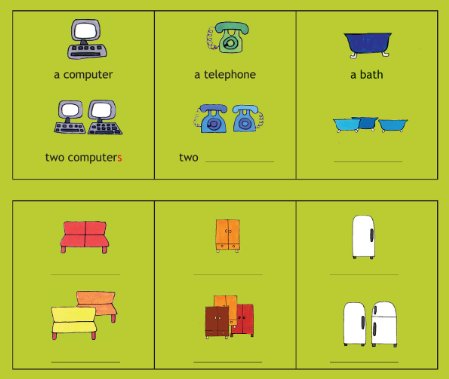 a computer
a telephone
a bath
two computers
two